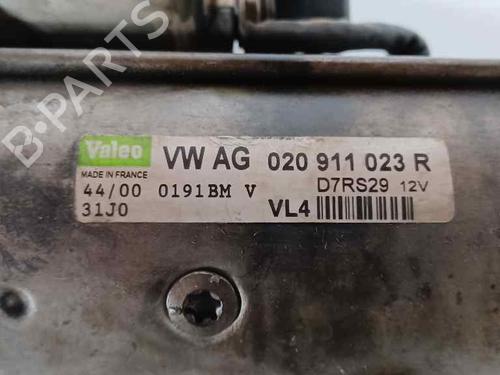 B-PARTS
Valeo VW AG 020 911 023 R
MADE IN FRANCE D7RS29 12V
44/00 0191BM V
31J0 VL4